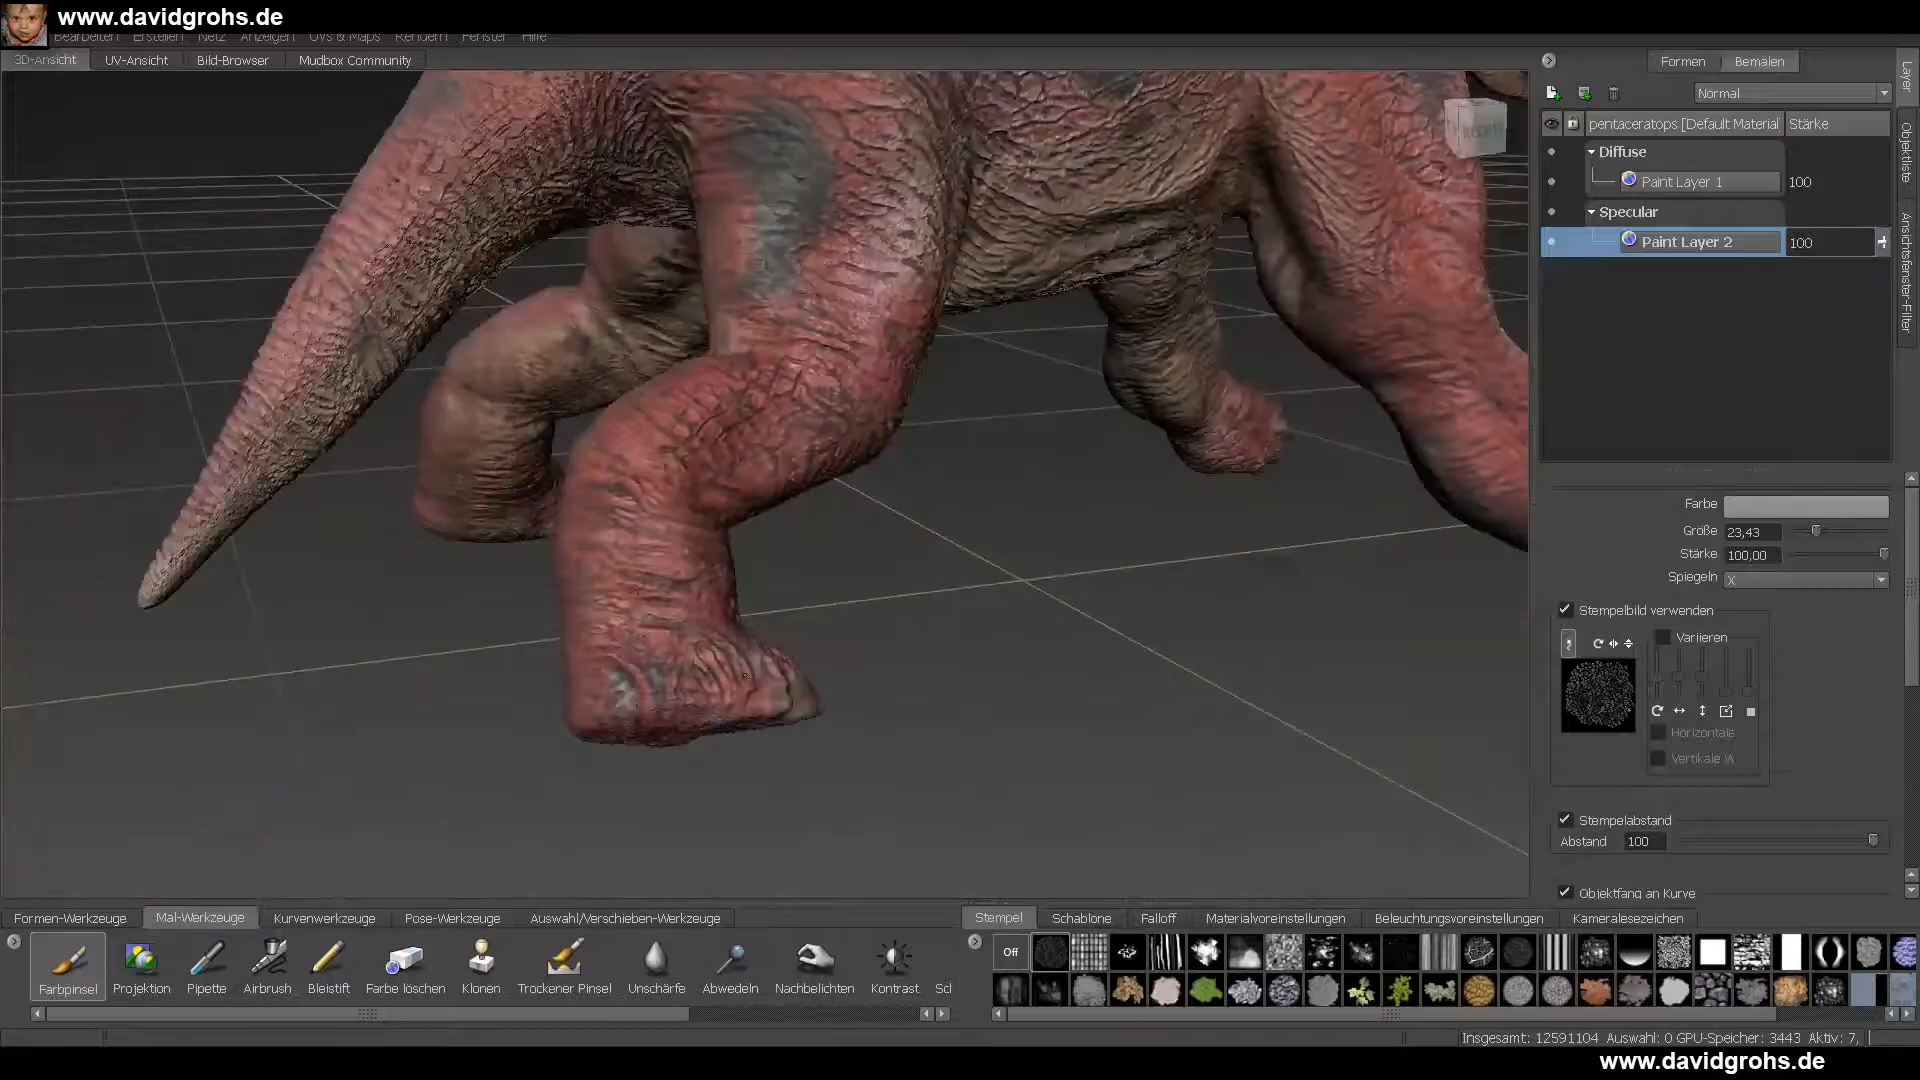 www.davidgrohs.de
Bearbeiten Erstellen Netz Anzeigen UVs & Maps Rendern Fenster Hilfe
3D-Ansicht UV-Ansicht Bild-Browser Mudbox Community
Formen Bemalen
Normal
pentaceratops [Default Material] Stärke
Diffuse
Paint Layer 1 100
Specular
Paint Layer 2 100
Layer
Objektliste
Ansichtsfenster-Filter
Farbe
Größe 23,43
Stärke 100,00
Spiegeln X
Stempelbild verwenden
Variieren
Horizontale
Vertikale W
Stempelabstand
Abstand 100
Objektfang an Kurve
Formen-Werkzeuge Mal-Werkzeuge Kurvenwerkzeuge Pose-Werkzeuge Auswahl/Verschieben-Werkzeuge
Stempel Schablone Falloff Materialvoreinstellungen Beleuchtungsvoreinstellungen Kameralesezeichen
Off
Farbpinsel Projektion Pipette Airbrush Bleistift Farbe löschen Klonen Trockener Pinsel Unschärfe Abwedeln Nachbelichten Kontrast Scl
Insgesamt: 12591104 Auswahl: 0 GPU-Speicher: 3443 Aktiv: 7,
www.davidgrohs.de